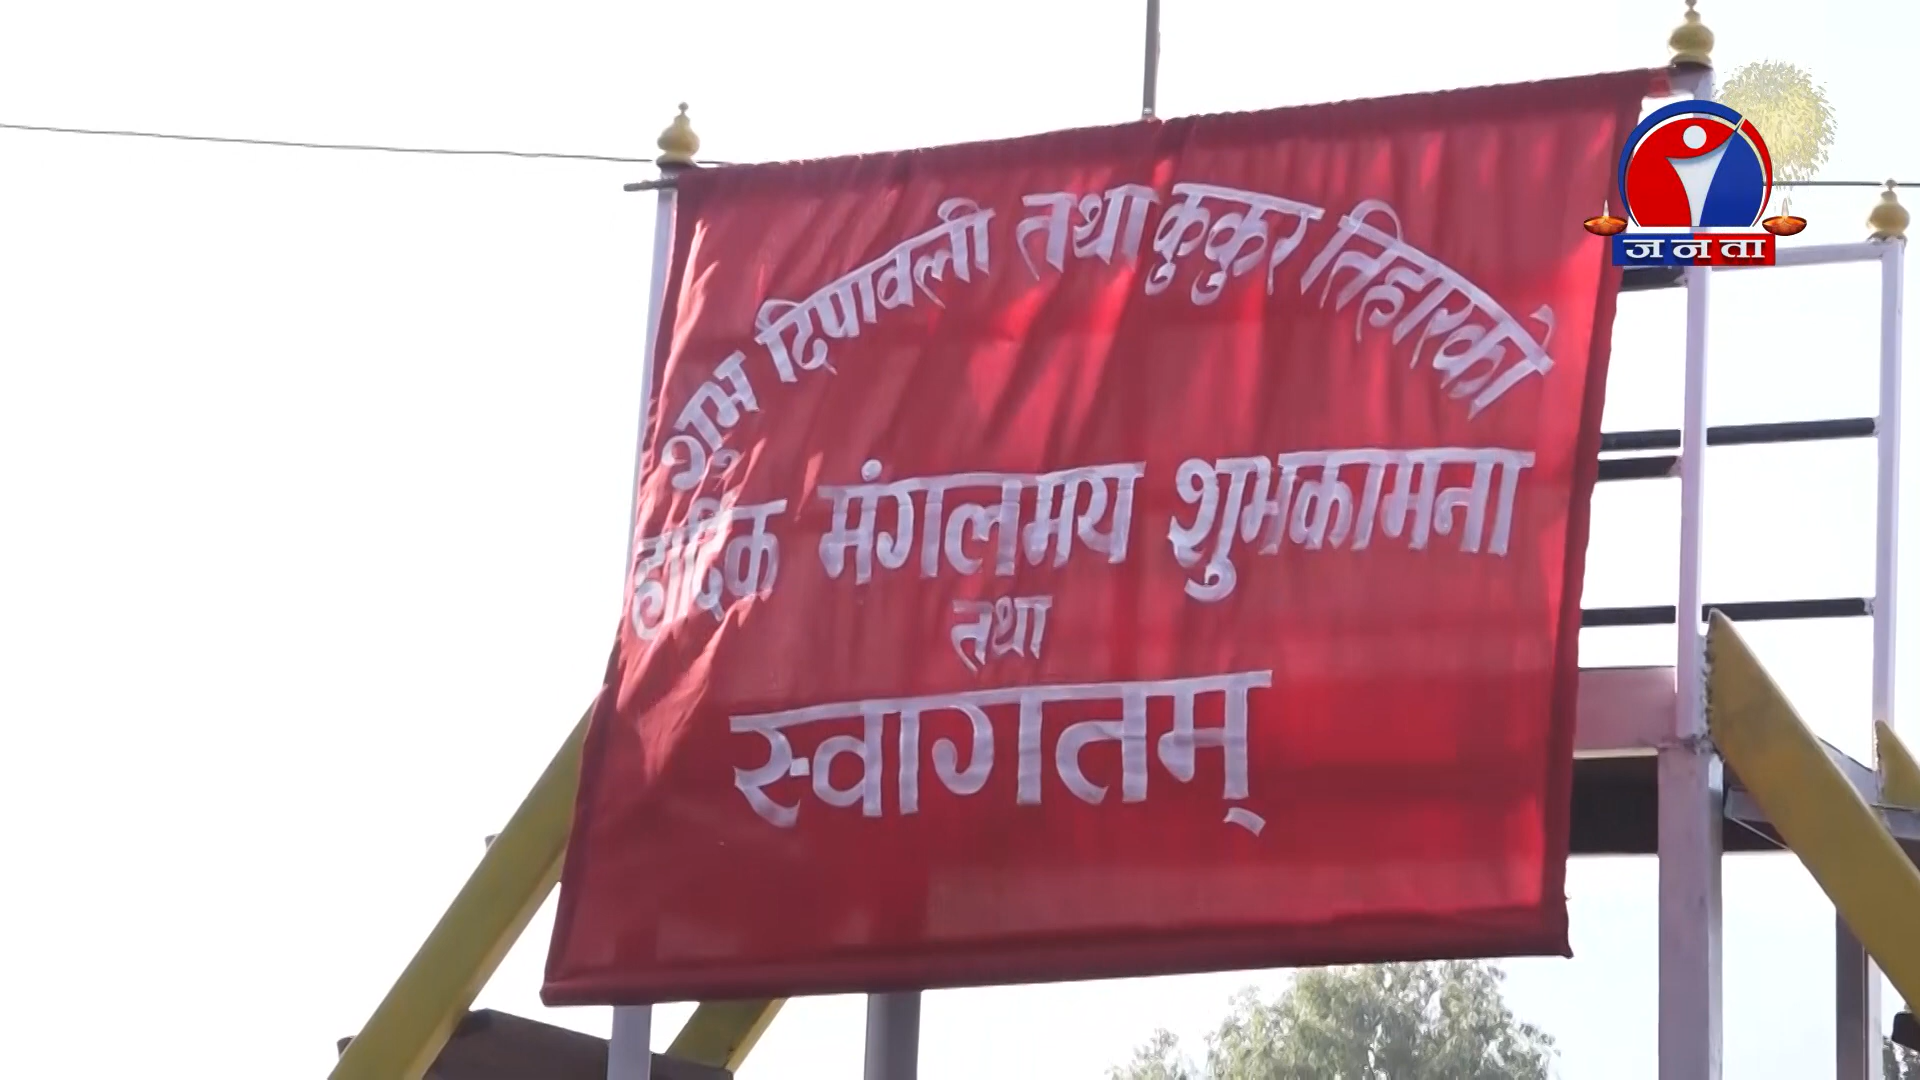 शुभ दिपावली तथा कुकुर तिहारको
हार्दिक मंगलमय शुभकामना
तथा
स्वागतम्
जनता